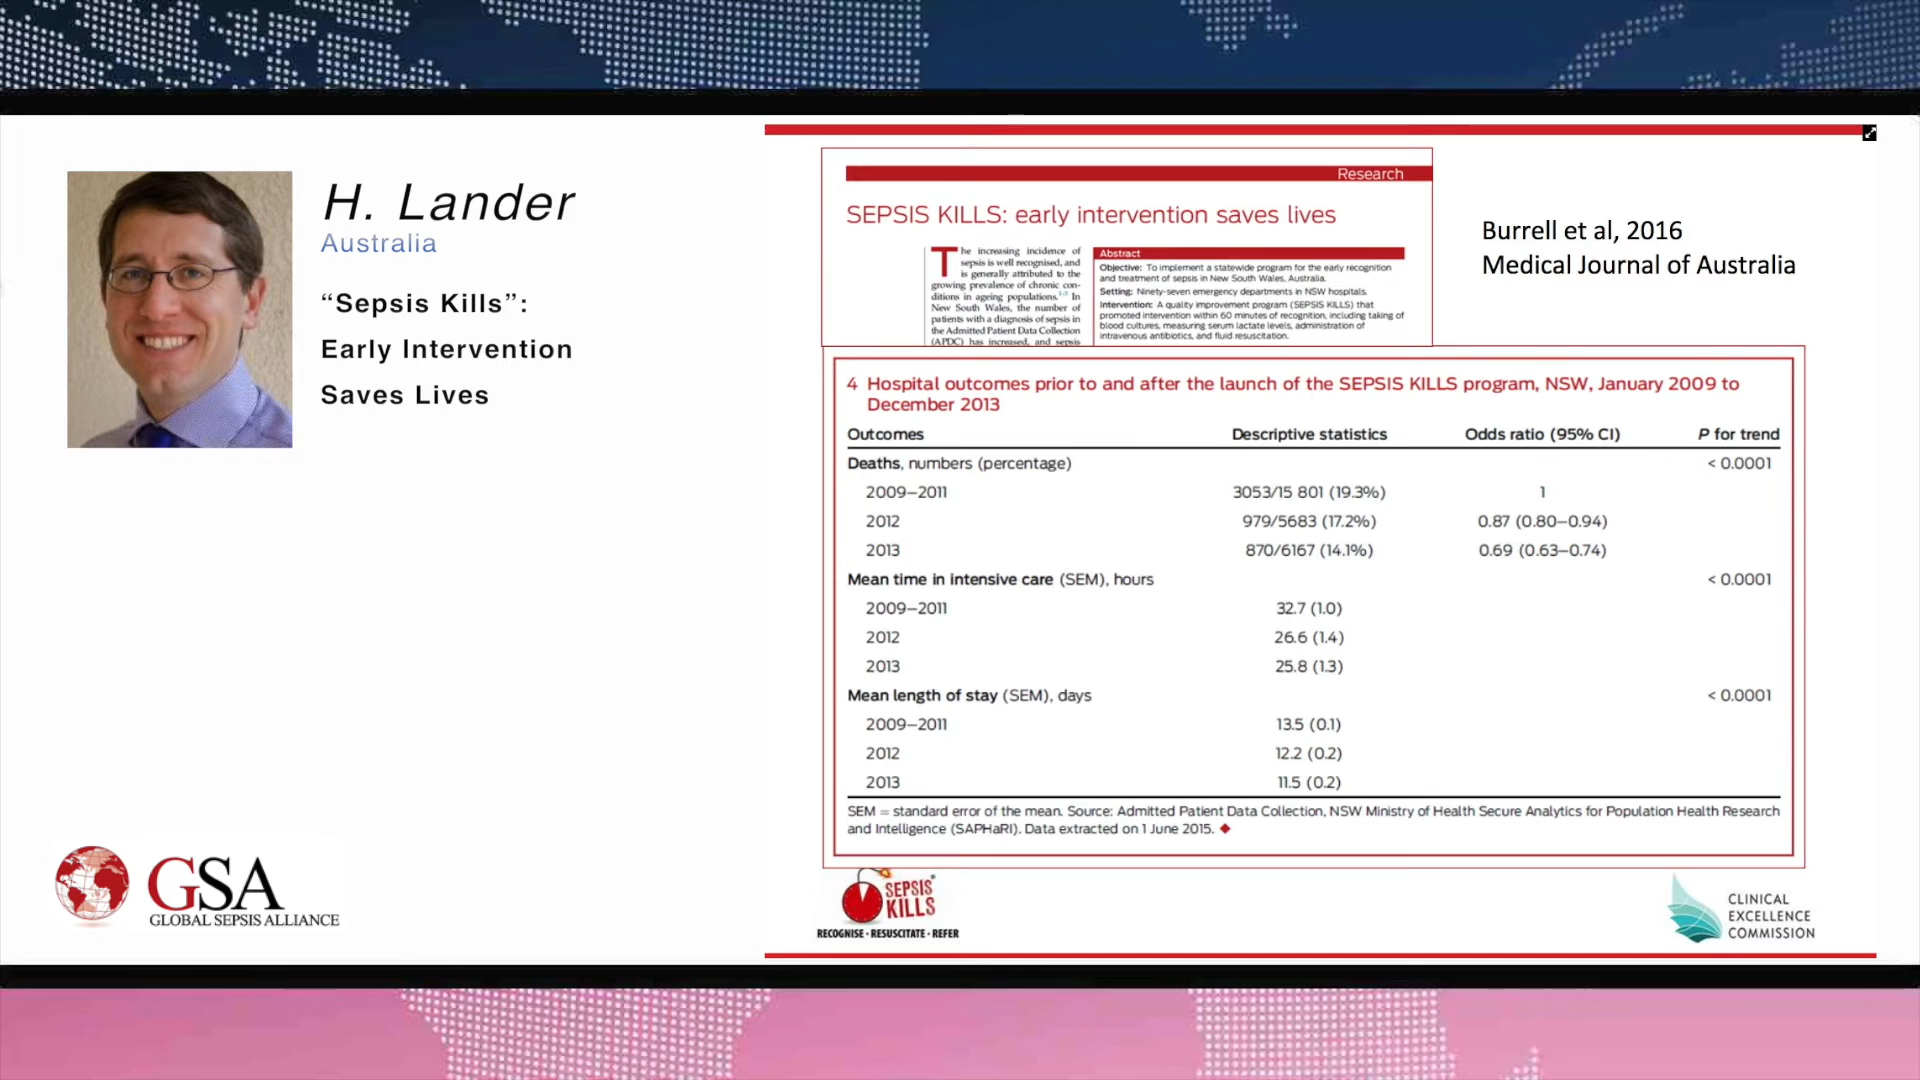 H. Lander
Australia
“Sepsis Kills”:
Early Intervention
Saves Lives
GSA
GLOBAL SEPSIS ALLIANCE
Research
SEPSIS KILLS: early intervention saves lives
The increasing incidence of
sepsis is well recognised, and
is generally attributed to the
growing prevalence of chronic con-
ditions in ageing populations.1-3 In
New South Wales, the number of
patients with a diagnosis of sepsis in
the Admitted Patient Data Collection
(APDC) has increased, and sepsis
Abstract
Objective: To implement a statewide program for the early recognition
and treatment of sepsis in New South Wales, Australia.
Setting: Ninety-seven emergency departments in NSW hospitals.
Intervention: A quality improvement program (SEPSIS KILLS) that
promoted intervention within 60 minutes of recognition, including taking of
blood cultures, measuring serum lactate levels, administration of
intravenous antibiotics, and fluid resuscitation.
Burrell et al, 2016
Medical Journal of Australia
4 Hospital outcomes prior to and after the launch of the SEPSIS KILLS program, NSW, January 2009 to
December 2013
Outcomes Descriptive statistics Odds ratio (95% CI) P for trend
Deaths, numbers (percentage) < 0.0001
2009–2011 3053/15 801 (19.3%) 1
2012 979/5683 (17.2%) 0.87 (0.80–0.94)
2013 870/6167 (14.1%) 0.69 (0.63–0.74)
Mean time in intensive care (SEM), hours < 0.0001
2009–2011 32.7 (1.0)
2012 26.6 (1.4)
2013 25.8 (1.3)
Mean length of stay (SEM), days < 0.0001
2009–2011 13.5 (0.1)
2012 12.2 (0.2)
2013 11.5 (0.2)
SEM = standard error of the mean. Source: Admitted Patient Data Collection, NSW Ministry of Health Secure Analytics for Population Health Research
and Intelligence (SAPHaRI). Data extracted on 1 June 2015. ◆
SEPSIS
KILLS
RECOGNISE • RESUSCITATE • REFER
CLINICAL
EXCELLENCE
COMMISSION